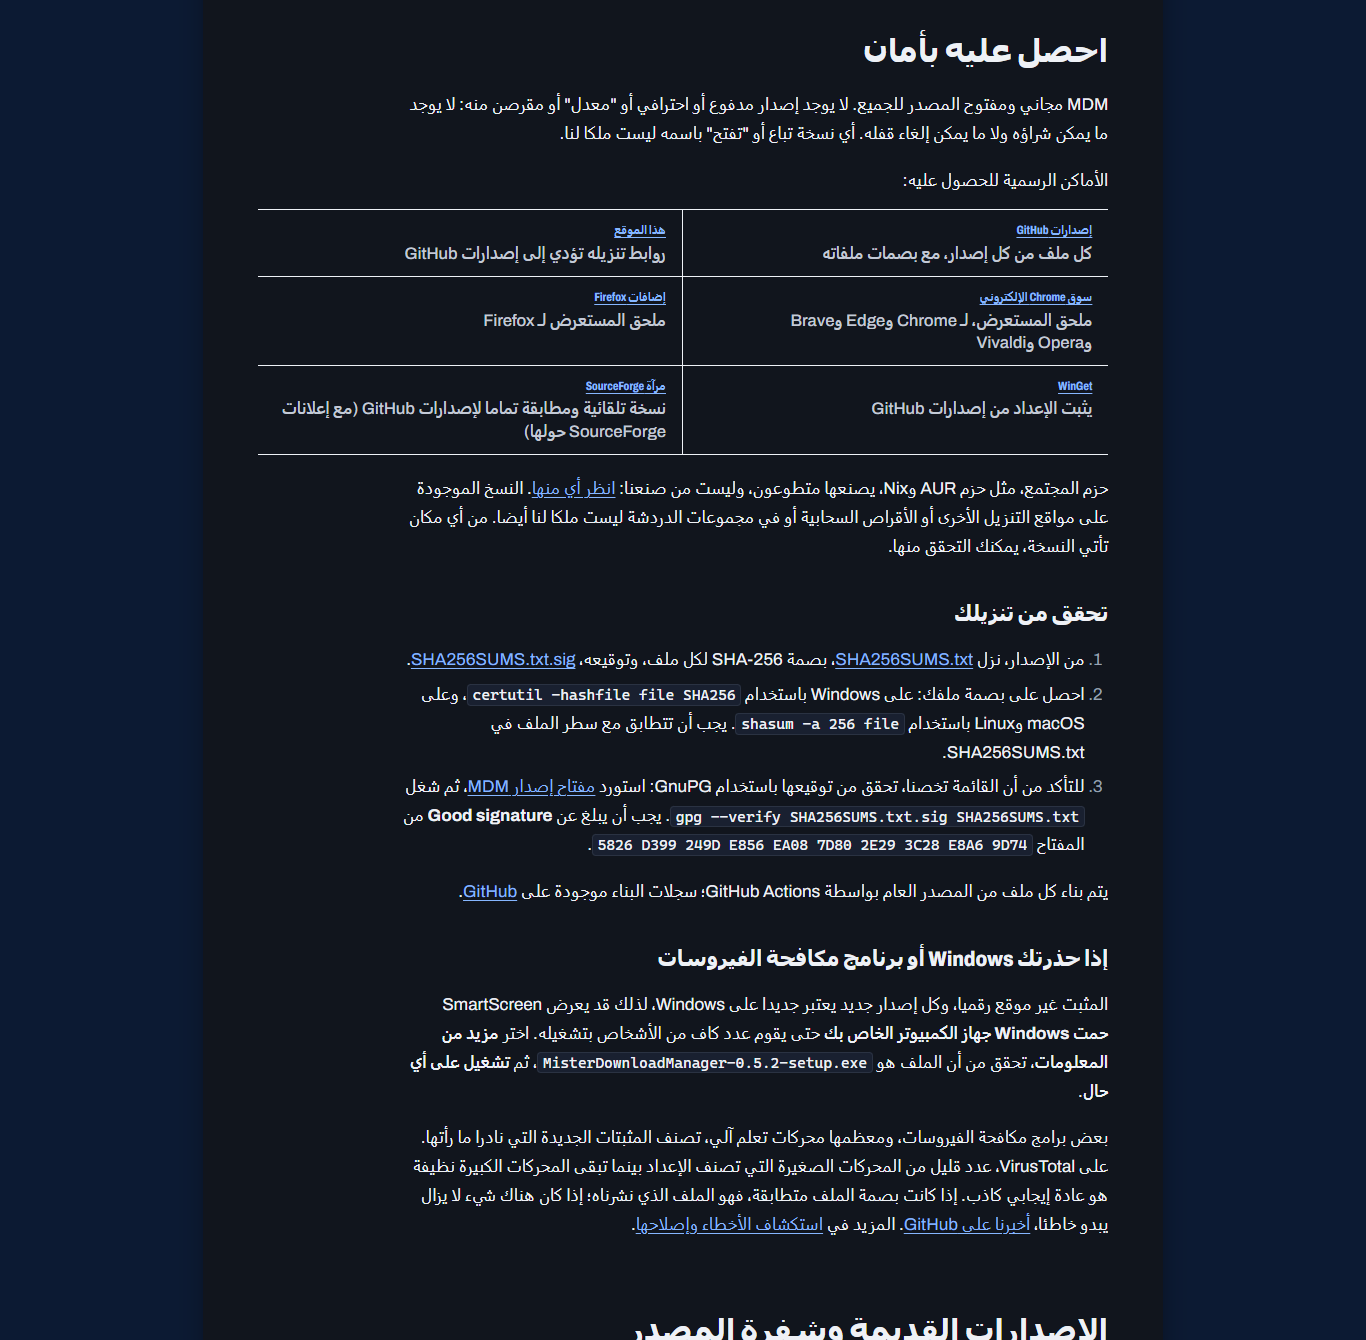 احصل عليه بأمان
MDM مجاني ومفتوح المصدر للجميع. لا يوجد إصدار مدفوع أو احترافي أو "معدل" أو مقرصن منه: لا يوجد
ما يمكن شراؤه ولا ما يمكن إلغاء قفله. أي نسخة تباع أو "تفتح" باسمه ليست ملكا لنا.
الأماكن الرسمية للحصول عليه:
إصدارات GitHub
كل ملف من كل إصدار، مع بصمات ملفاته
هذا الموقع
روابط تنزيله تؤدي إلى إصدارات GitHub
سوق Chrome الإلكتروني
ملحق المستعرض، لـ Chrome وEdge وBrave
وOpera وVivaldi
إضافات Firefox
ملحق المستعرض لـ Firefox
WinGet
يثبت الإعداد من إصدارات GitHub
مرآة SourceForge
نسخة تلقائية ومطابقة تماما لإصدارات GitHub (مع إعلانات
SourceForge حولها)
حزم المجتمع، مثل حزم AUR وNix، يصنعها متطوعون، وليست من صنعنا: انظر أي منها. النسخ الموجودة
على مواقع التنزيل الأخرى أو الأقراص السحابية أو في مجموعات الدردشة ليست ملكا لنا أيضا. من أي مكان
تأتي النسخة، يمكنك التحقق منها.
تحقق من تنزيلك
1. من الإصدار، نزل SHA256SUMS.txt، بصمة SHA-256 لكل ملف، وتوقيعه، SHA256SUMS.txt.sig.
2. احصل على بصمة ملفك: على Windows باستخدام certutil -hashfile file SHA256، وعلى
macOS وLinux باستخدام shasum -a 256 file. يجب أن تتطابق مع سطر الملف في
SHA256SUMS.txt.
3. للتأكد من أن القائمة تخصنا، تحقق من توقيعها باستخدام GnuPG: استورد مفتاح إصدار MDM، ثم شغل
gpg --verify SHA256SUMS.txt.sig SHA256SUMS.txt. يجب أن يبلغ عن Good signature من
المفتاح 5826 D399 249D E856 EA08 7D80 2E29 3C28 E8A6 9D74.
يتم بناء كل ملف من المصدر العام بواسطة GitHub Actions؛ سجلات البناء موجودة على GitHub.
إذا حذرتك Windows أو برنامج مكافحة الفيروسات
المثبت غير موقع رقميا، وكل إصدار جديد يعتبر جديدا على Windows، لذلك قد يعرض SmartScreen
حمت Windows جهاز الكمبيوتر الخاص بك حتى يقوم عدد كاف من الأشخاص بتشغيله. اختر مزيد من
المعلومات، تحقق من أن الملف هو MisterDownloadManager-0.5.2-setup.exe، ثم تشغيل على أي
حال.
بعض برامج مكافحة الفيروسات، ومعظمها محركات تعلم آلي، تصنف المثبتات الجديدة التي نادرا ما رأتها.
على VirusTotal، عدد قليل من المحركات الصغيرة التي تصنف الإعداد بينما تبقى المحركات الكبيرة نظيفة
هو عادة إيجابي كاذب. إذا كانت بصمة الملف متطابقة، فهو الملف الذي نشرناه؛ إذا كان هناك شيء لا يزال
يبدو خاطئا، أخبرنا على GitHub. المزيد في استكشاف الأخطاء وإصلاحها.
الإصدارات القديمة وشفرة المصدر